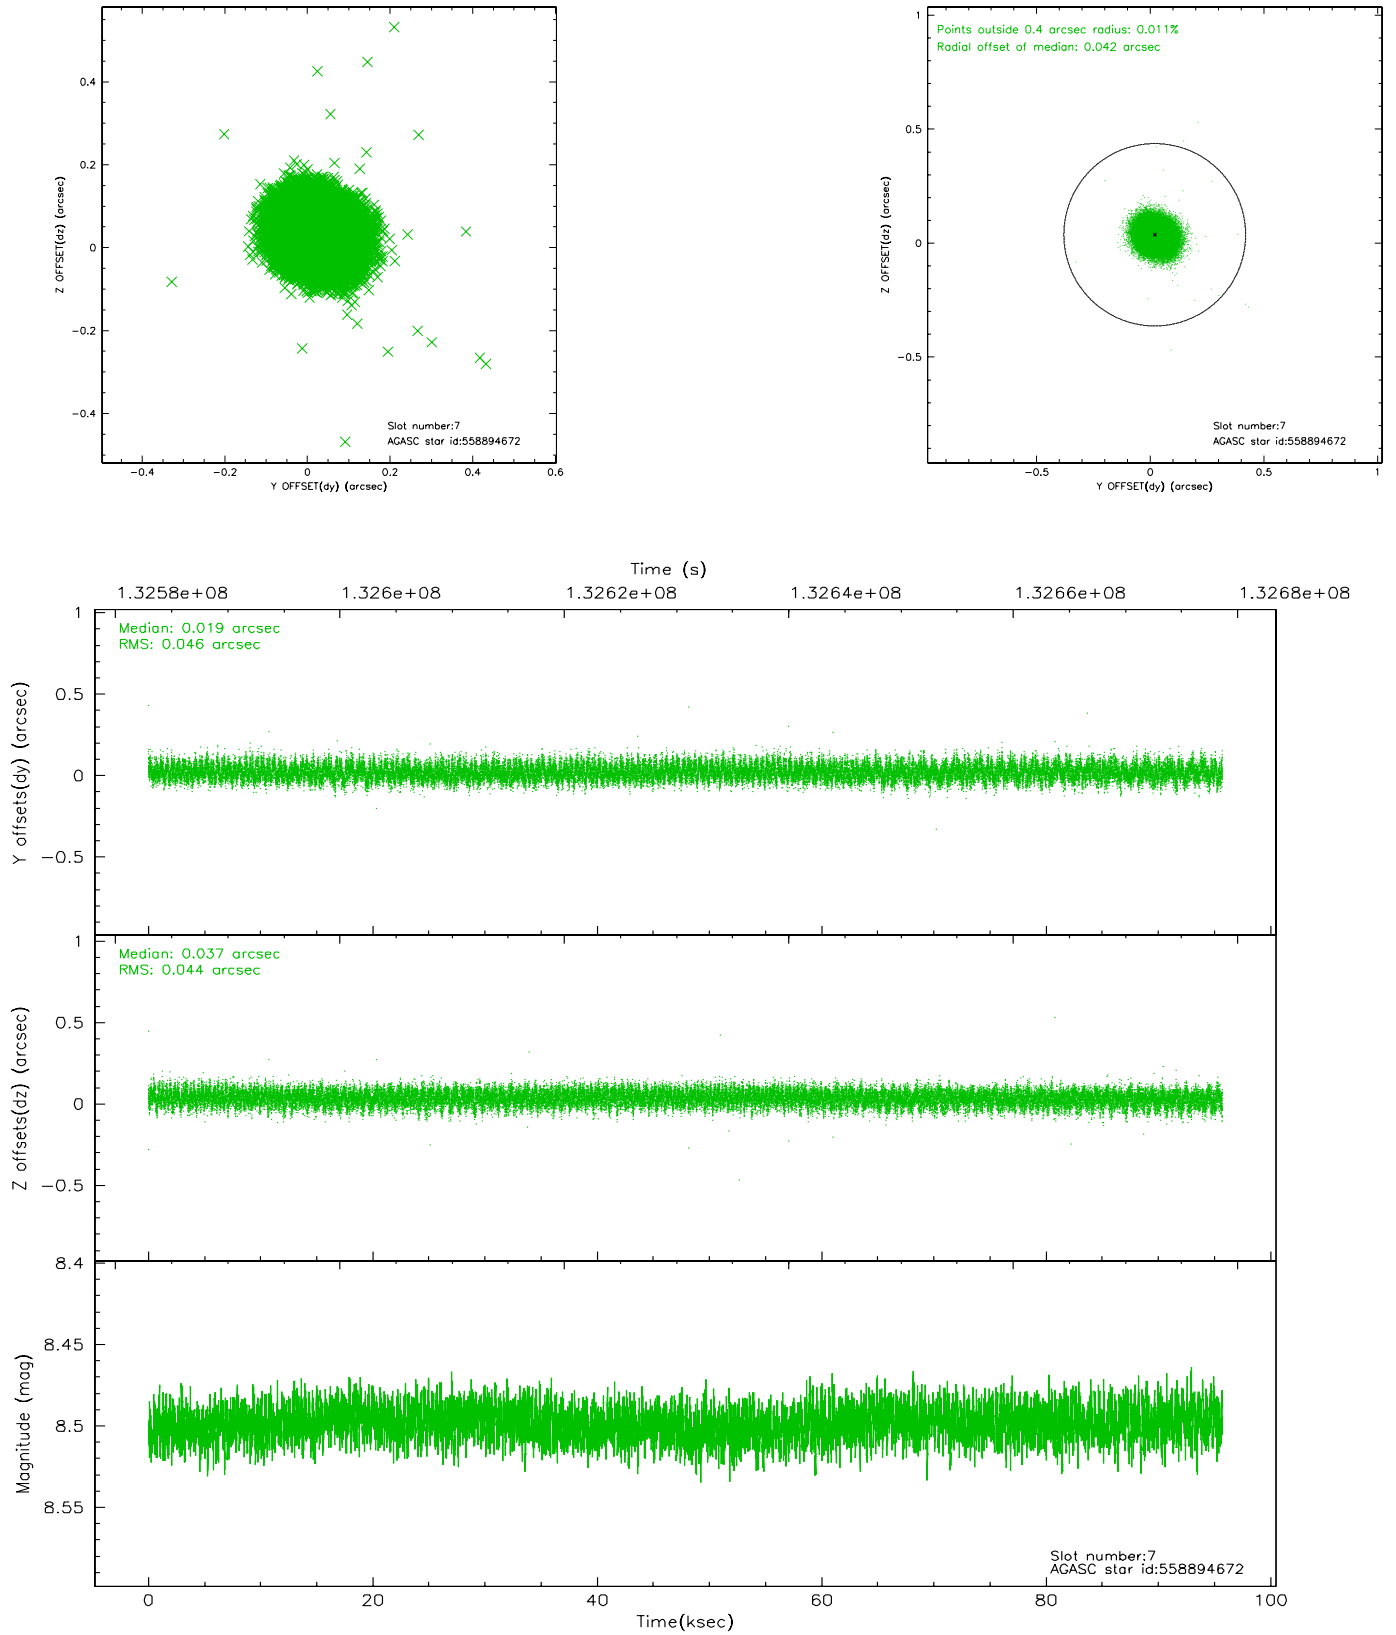 0.4
0.2
0
−0.2
−0.4
Z OFFSET(dz) (arcsec)
−0.4 −0.2 0 0.2 0.4 0.6
Y OFFSET(dy) (arcsec)
Slot number:7
AGASC star id:558894672
Points outside 0.4 arcsec radius: 0.011%
Radial offset of median: 0.042 arcsec
1
0.5
0
−0.5
Z OFFSET(dz) (arcsec)
−0.5 0 0.5 1
Y OFFSET(dy) (arcsec)
Slot number:7
AGASC star id:558894672
Time (s)
1.3258e+08 1.326e+08 1.3262e+08 1.3264e+08 1.3266e+08 1.3268e+08
Median: 0.019 arcsec
RMS: 0.046 arcsec
1
0.5
0
−0.5
Y offsets(dy) (arcsec)
Median: 0.037 arcsec
RMS: 0.044 arcsec
1
0.5
0
−0.5
Z offsets(dz) (arcsec)
8.4
8.45
8.5
8.55
Magnitude (mag)
Slot number:7
AGASC star id:558894672
0 20 40 60 80 100
Time(ksec)